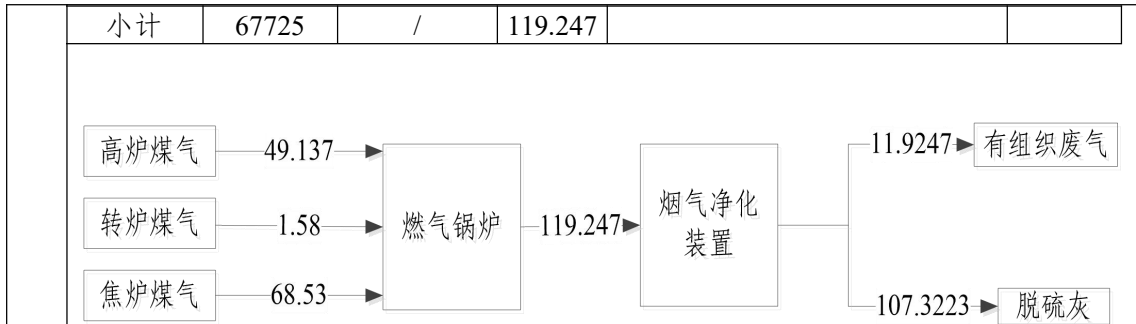 小计 67725 / 119.247
高炉煤气 49.137
转炉煤气 1.58
焦炉煤气 68.53
燃气锅炉 119.247
烟气净化
装置
11.9247 有组织废气
107.3223 脱硫灰